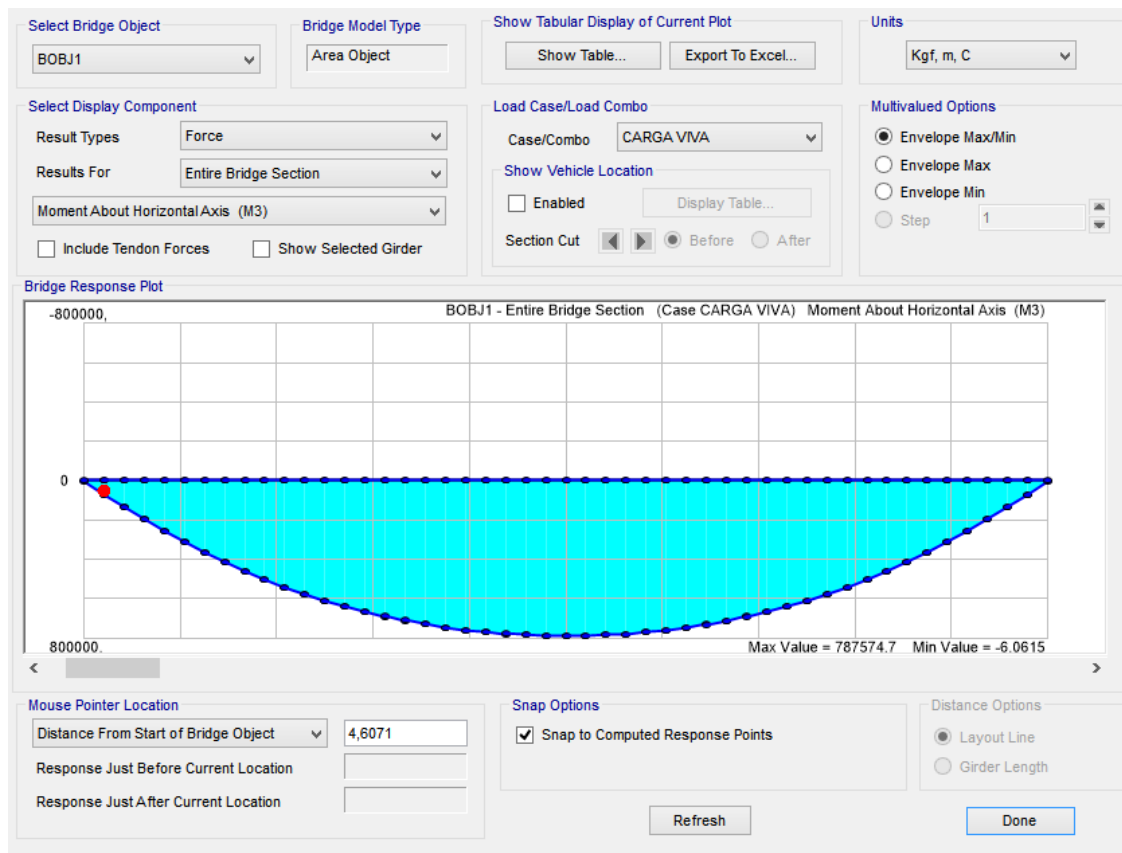 Select Bridge Object
BOBJ1
Bridge Model Type
Area Object
Show Tabular Display of Current Plot
Show Table...
Export To Excel...
Units
Kgf, m, C
Select Display Component
Result Types
Force
Results For
Entire Bridge Section
Moment About Horizontal Axis (M3)
Include Tendon Forces
Show Selected Girder
Load Case/Load Combo
Case/Combo
CARGA VIVA
Show Vehicle Location
Enabled
Display Table...
Section Cut
Before
After
Multivalued Options
Envelope Max/Min
Envelope Max
Envelope Min
Step
1
Bridge Response Plot
-800000,
BOBJ1 - Entire Bridge Section (Case CARGA VIVA) Moment About Horizontal Axis (M3)
0
800000.
Max Value = 787574.7 Min Value = -6.0615
Mouse Pointer Location
Distance From Start of Bridge Object
4,6071
Response Just Before Current Location
Response Just After Current Location
Snap Options
Snap to Computed Response Points
Distance Options
Layout Line
Girder Length
Refresh
Done